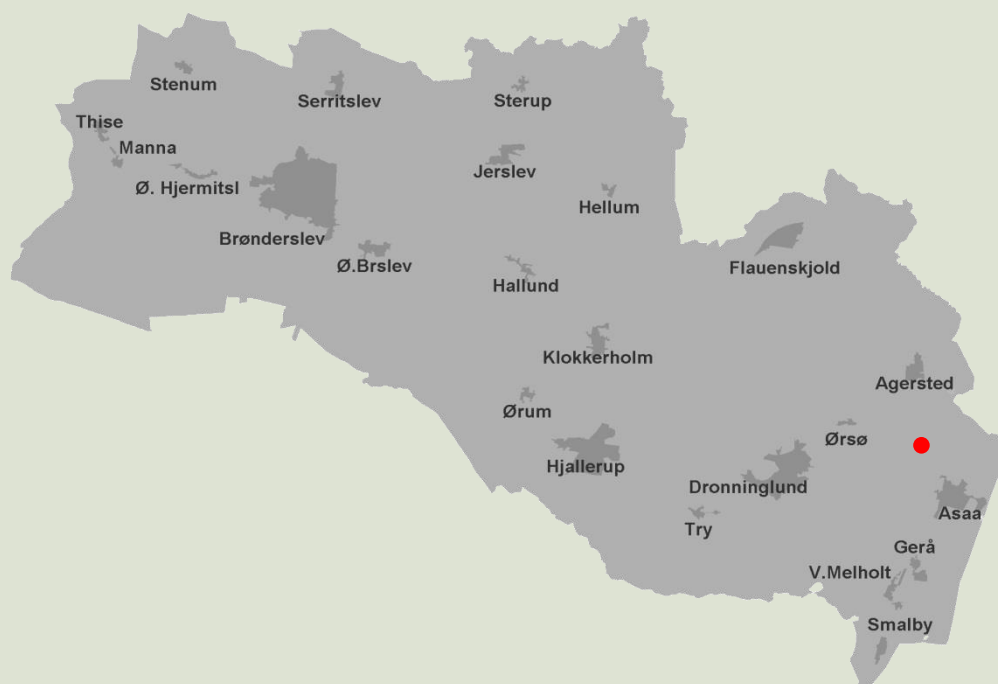 Stenum
Serritslev
Sterup
Thise
Manna
Ø. Hjermitsl
Jerslev
Hellum
Brønderslev
Ø.Brslev
Hallund
Flauenskjold
Klokkerholm
Agersted
Ørum
Ørsø
Hjallerup
Dronninglund
Asaa
Try
Gerå
V.Melholt
Smalby